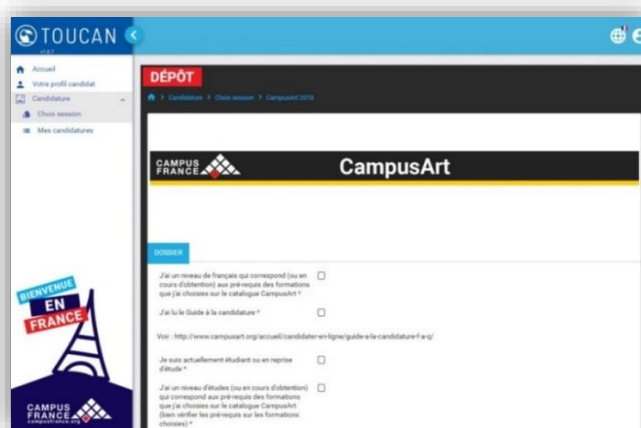 TOUCAN
v1.8.7
Accueil
Votre profil candidat
Candidature
Choix session
Mes candidatures
BIENVENUE
EN
FRANCE
CAMPUS
FRANCE
campusfrance.org
DÉPÔT
Candidature > Choix session > CampusArt 2018
CAMPUS
FRANCE
CampusArt
DOSSIER
J'ai un niveau de français qui correspond (ou en
cours d'obtention) aux pré-requis des formations
que j'ai choisies sur le catalogue CampusArt *
J'ai lu le Guide à la candidature *
Voir : http://www.campusart.org/accueil/candidater-en-ligne/guide-a-la-candidature-f-a-q/
Je suis actuellement étudiant ou en reprise
d'étude *
J'ai un niveau d'études (ou en cours d'obtention)
qui correspond aux pré-requis des formations
que j'ai choisies sur le catalogue CampusArt
(bien vérifier les pré-requis sur les formations
choisies) *